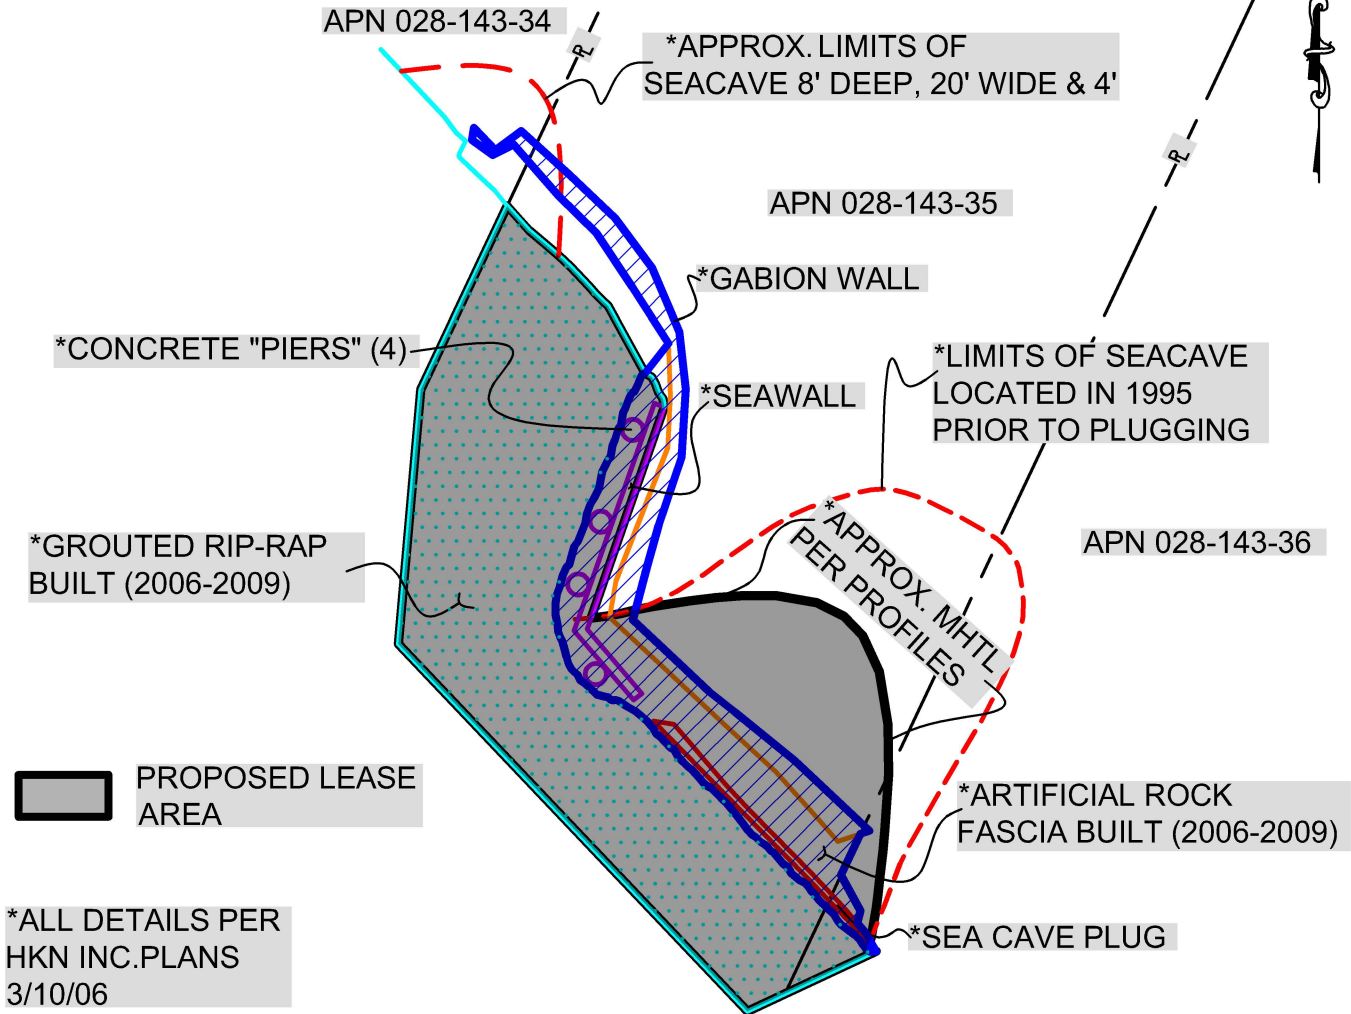 APN 028-143-34
*APPROX. LIMITS OF
SEACAVE 8' DEEP, 20' WIDE & 4'
PL
PL
APN 028-143-35
*GABION WALL
*CONCRETE "PIERS" (4)
*SEAWALL
*LIMITS OF SEACAVE
LOCATED IN 1995
PRIOR TO PLUGGING
*APPROX. MHTL
PER PROFILES
APN 028-143-36
*GROUTED RIP-RAP
BUILT (2006-2009)
PROPOSED LEASE
AREA
*ARTIFICIAL ROCK
FASCIA BUILT (2006-2009)
*ALL DETAILS PER
HKN INC.PLANS
3/10/06
*SEA CAVE PLUG